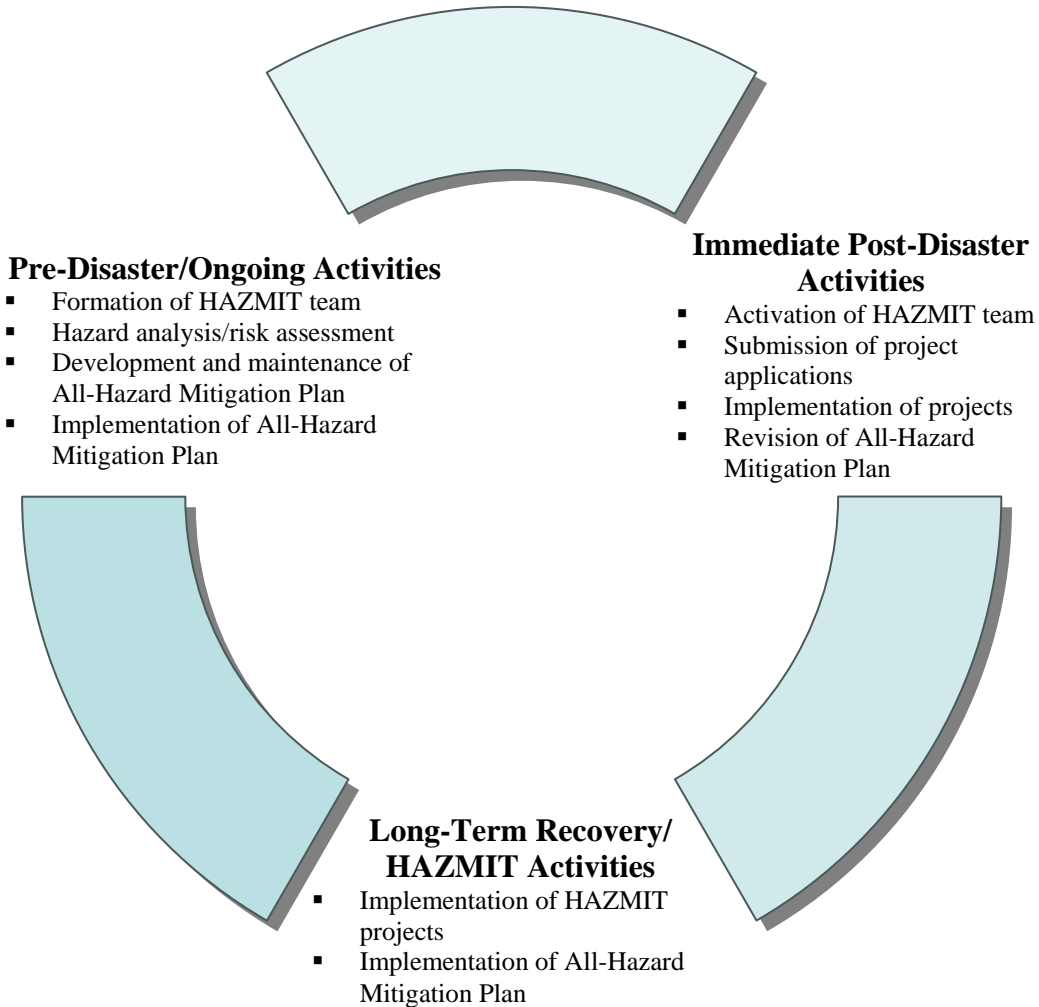 Pre-Disaster/Ongoing Activities
▪ Formation of HAZMIT team
▪ Hazard analysis/risk assessment
▪ Development and maintenance of
All-Hazard Mitigation Plan
▪ Implementation of All-Hazard
Mitigation Plan
Immediate Post-Disaster
Activities
▪ Activation of HAZMIT team
▪ Submission of project
applications
▪ Implementation of projects
▪ Revision of All-Hazard
Mitigation Plan
Long-Term Recovery/
HAZMIT Activities
▪ Implementation of HAZMIT
projects
▪ Implementation of All-Hazard
Mitigation Plan